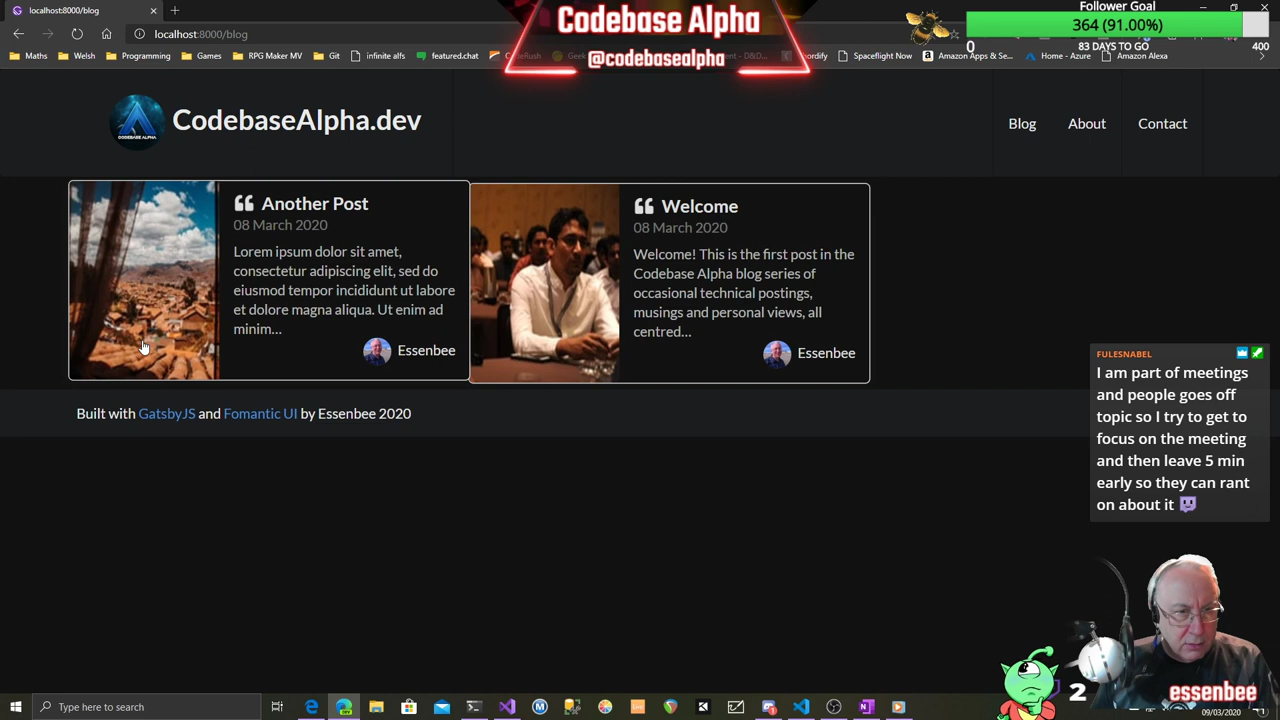 localhost:8000/blog
Codebase Alpha
@codebasealpha
Follower Goal
364 (91.00%)
0
83 DAYS TO GO
400
localhost:8000/blog
Maths
Welsh
Programming
Games
RPG Maker MV
Git
infinite alfs
featured.chat
Spaceflight Now
Amazon Apps & Se...
Home - Azure
Amazon Alexa
CODEBASE ALPHA
CodebaseAlpha.dev
Blog
About
Contact
Another Post
08 March 2020
Lorem ipsum dolor sit amet,
consectetur adipiscing elit, sed do
eiusmod tempor incididunt ut labore
et dolore magna aliqua. Ut enim ad
minim...
Essenbee
Welcome
08 March 2020
Welcome! This is the first post in the
Codebase Alpha blog series of
occasional technical postings,
musings and personal views, all
centred...
Essenbee
Built with GatsbyJS and Fomantic UI by Essenbee 2020
FULESNABEL
I am part of meetings
and people goes off
topic so I try to get to
focus on the meeting
and then leave 5 min
early so they can rant
on about it
2
essenbee
Type here to search
09/03/2020